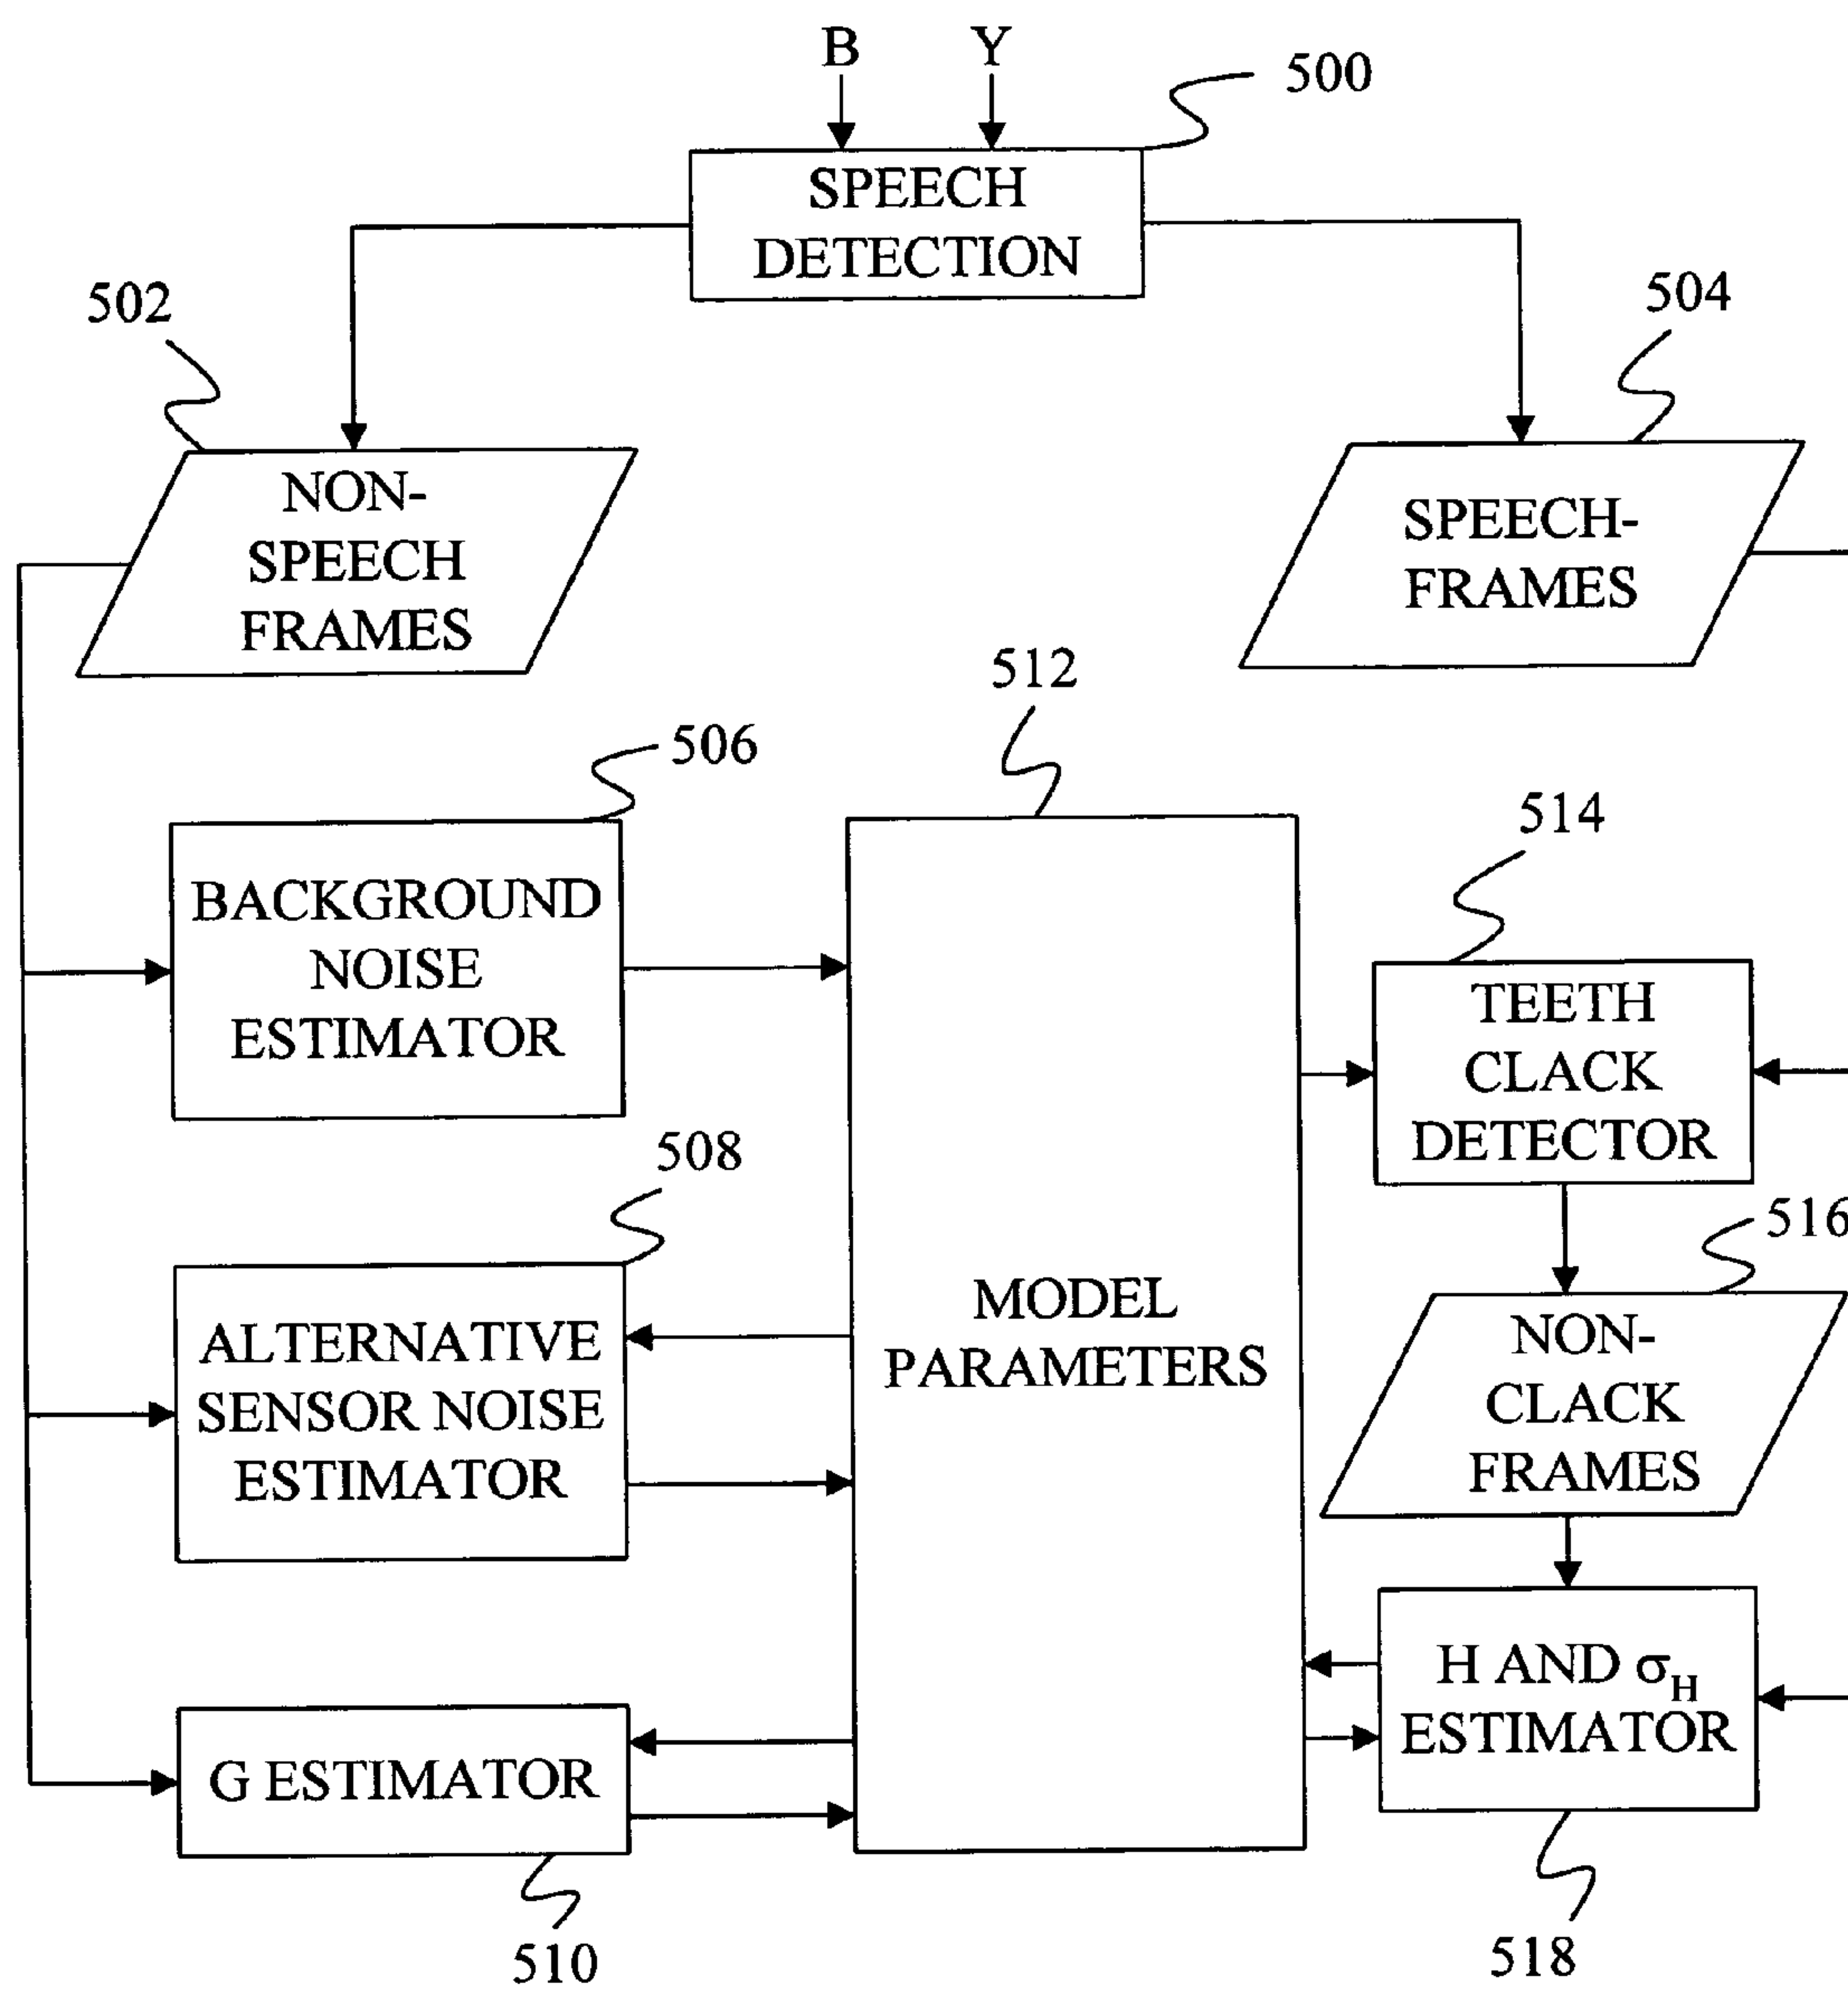 B Y
500
SPEECH
DETECTION
502
504
NON-
SPEECH
FRAMES
SPEECH-
FRAMES
512
506
514
BACKGROUND
NOISE
ESTIMATOR
TEETH
CLACK
DETECTOR
508
516
ALTERNATIVE
SENSOR NOISE
ESTIMATOR
MODEL
PARAMETERS
NON-
CLACK
FRAMES
G ESTIMATOR
H AND σH
ESTIMATOR
510
518